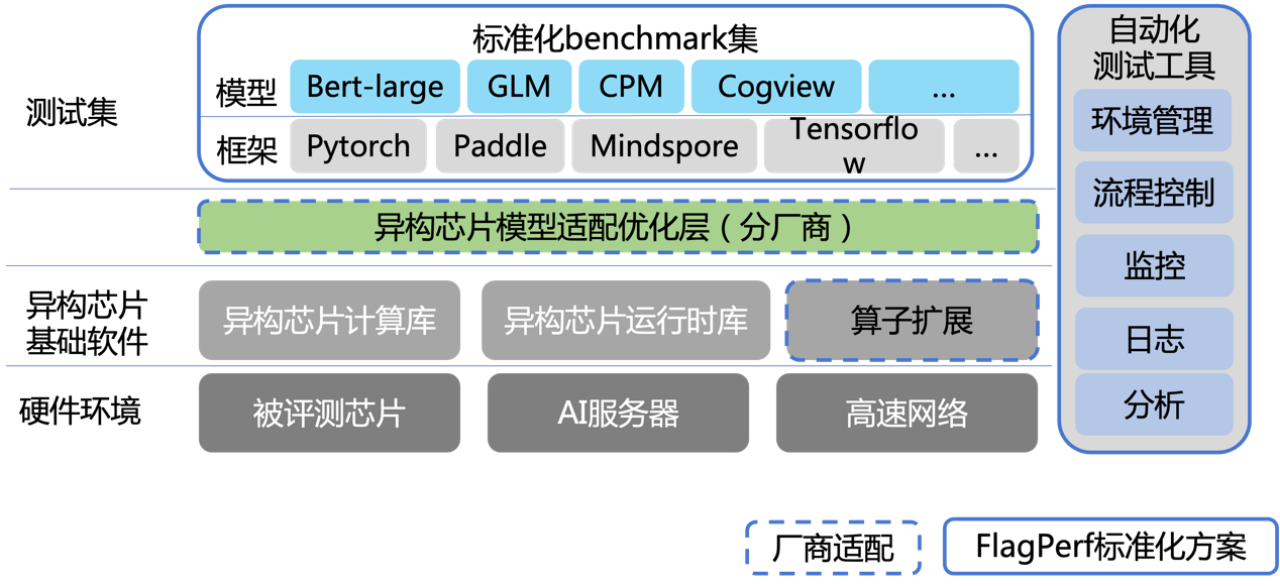 标准化benchmark集
测试集
模型
Bert-large
GLM
CPM
Cogview
...
框架
Pytorch
Paddle
Mindspore
Tensorflo
w
...
异构芯片模型适配优化层（分厂商）
异构芯片
基础软件
异构芯片计算库
异构芯片运行时库
算子扩展
硬件环境
被评测芯片
AI服务器
高速网络
自动化
测试工具
环境管理
流程控制
监控
日志
分析
厂商适配
FlagPerf标准化方案